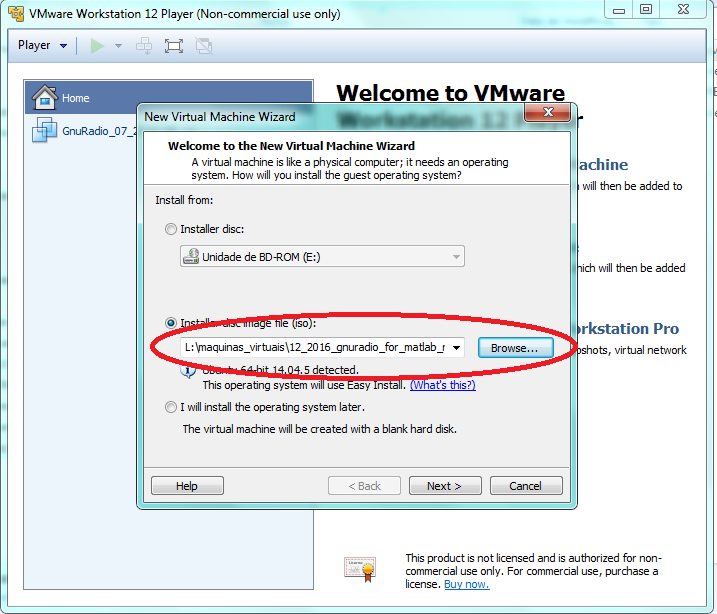 VMware Workstation 12 Player (Non-commercial use only)
Player
Home
GnuRadio_07_2
Welcome to VMware
Workstation 12 Player
New Virtual Machine Wizard
Welcome to the New Virtual Machine Wizard
A virtual machine is like a physical computer; it needs an operating
system. How will you install the guest operating system?
Install from:
Installer disc:
Unidade de BD-ROM (E:)
Installer disc image file (iso):
L:\maquinas_virtuais\12_2016_gnuradio_for_matlab_r
Browse...
Ubuntu 64-bit 14.04.5 detected.
This operating system will use Easy Install. (What's this?)
I will install the operating system later.
The virtual machine will be created with a blank hard disk.
Help
< Back
Next >
Cancel
achine
will then be added to
hich will then be added
orkstation Pro
pshots, virtual network
This product is not licensed and is authorized for non-
commercial use only. For commercial use, purchase a
license. Buy now.